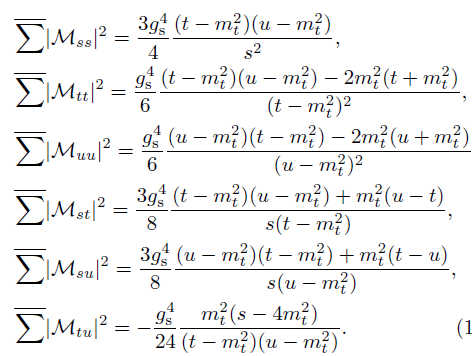 \overline{\sum}|\mathcal{M}_{ss}|^2 = \frac{3g_s^4}{4} \frac{(t - m_t^2)(u - m_t^2)}{s^2},
\overline{\sum}|\mathcal{M}_{tt}|^2 = \frac{g_s^4}{6} \frac{(t - m_t^2)(u - m_t^2) - 2m_t^2(t + m_t^2)}{(t - m_t^2)^2},
\overline{\sum}|\mathcal{M}_{uu}|^2 = \frac{g_s^4}{6} \frac{(u - m_t^2)(t - m_t^2) - 2m_t^2(u + m_t^2)}{(u - m_t^2)^2}
\overline{\sum}|\mathcal{M}_{st}|^2 = \frac{3g_s^4}{8} \frac{(t - m_t^2)(u - m_t^2) + m_t^2(u - t)}{s(t - m_t^2)},
\overline{\sum}|\mathcal{M}_{su}|^2 = \frac{3g_s^4}{8} \frac{(u - m_t^2)(t - m_t^2) + m_t^2(t - u)}{s(u - m_t^2)},
\overline{\sum}|\mathcal{M}_{tu}|^2 = -\frac{g_s^4}{24} \frac{m_t^2(s - 4m_t^2)}{(t - m_t^2)(u - m_t^2)}. (1